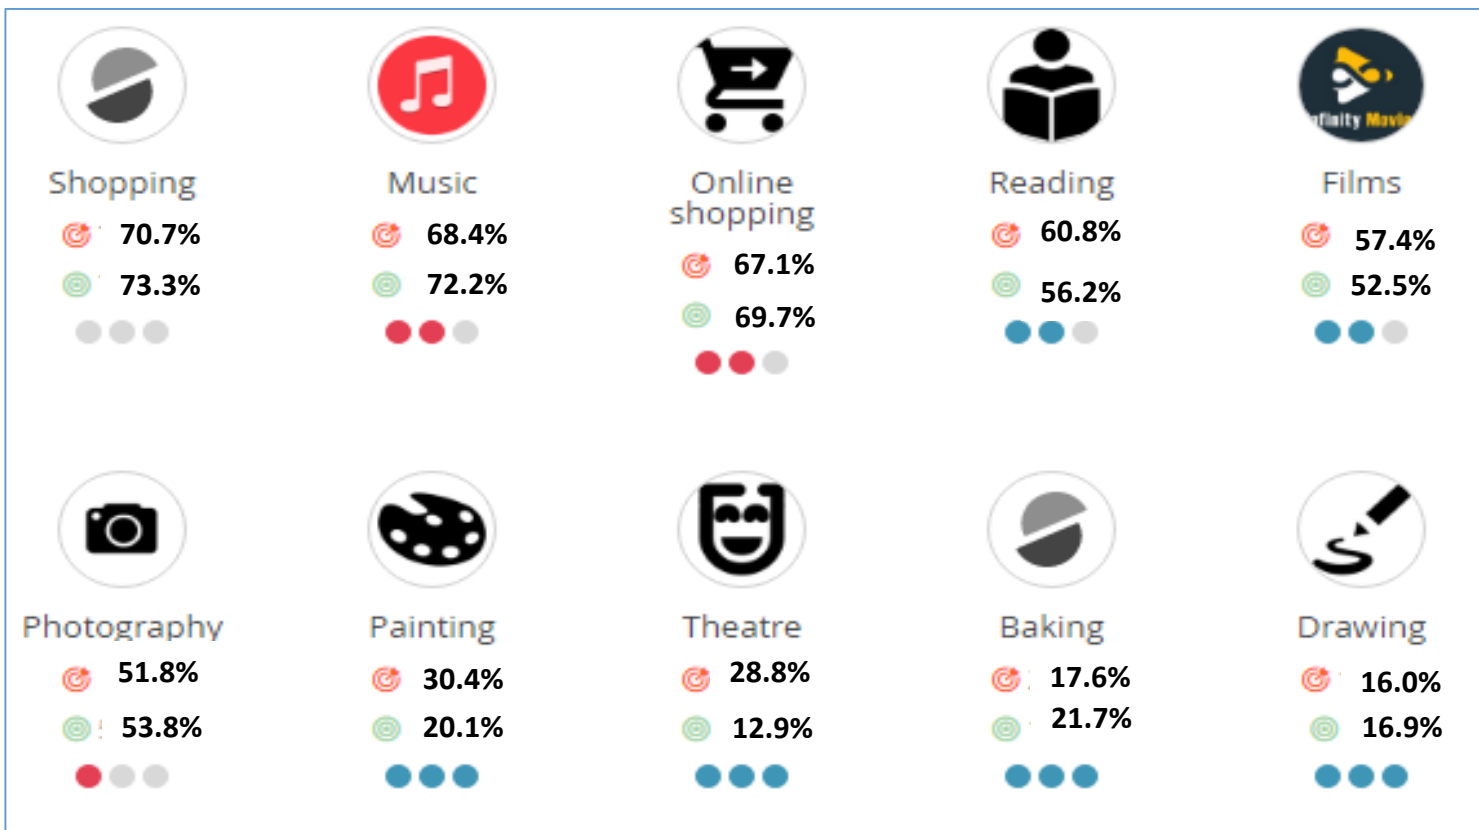 nfinity Movie
Shopping
70.7%
73.3%
Music
68.4%
72.2%
Online
shopping
67.1%
69.7%
Reading
60.8%
56.2%
Films
57.4%
52.5%
Photography
51.8%
53.8%
Painting
30.4%
20.1%
Theatre
28.8%
12.9%
Baking
17.6%
21.7%
Drawing
16.0%
16.9%